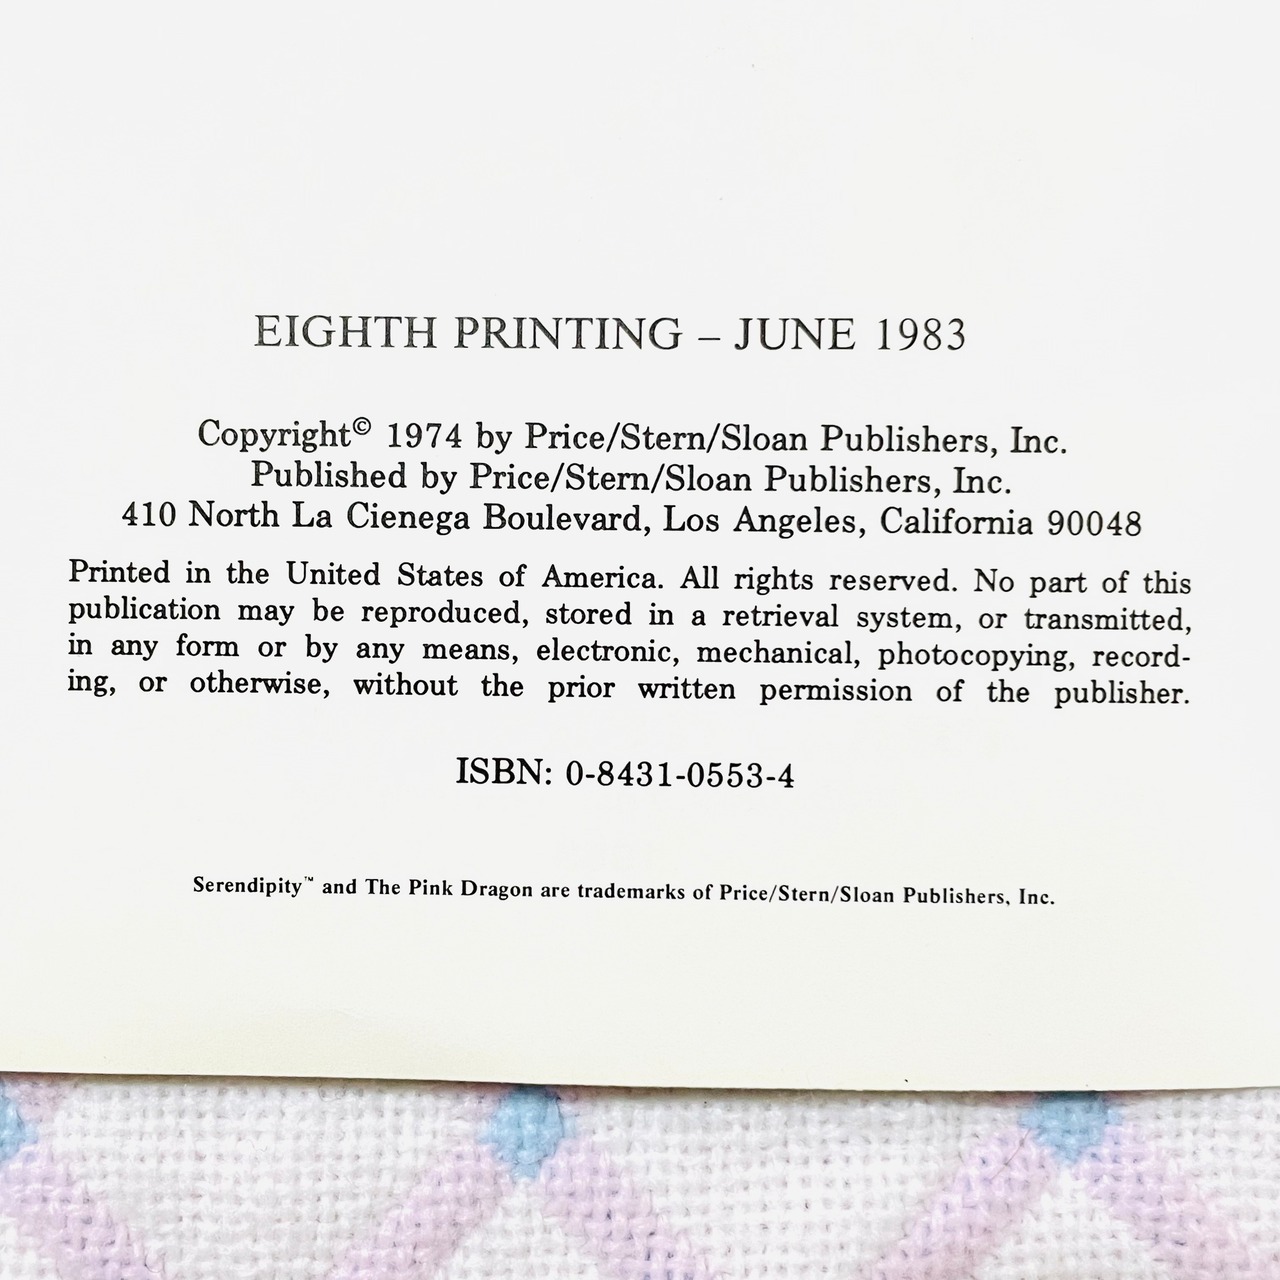 EIGHTH PRINTING – JUNE 1983
Copyright© 1974 by Price/Stern/Sloan Publishers, Inc.
Published by Price/Stern/Sloan Publishers, Inc.
410 North La Cienega Boulevard, Los Angeles, California 90048
Printed in the United States of America. All rights reserved. No part of this
publication may be reproduced, stored in a retrieval system, or transmitted,
in any form or by any means, electronic, mechanical, photocopying, record-
ing, or otherwise, without the prior written permission of the publisher.
ISBN: 0-8431-0553-4
Serendipity™ and The Pink Dragon are trademarks of Price/Stern/Sloan Publishers, Inc.